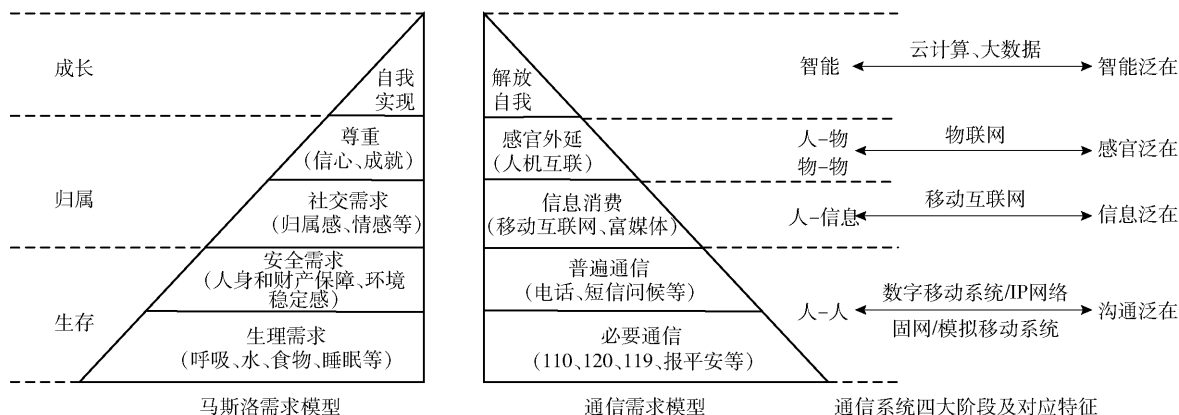 成长
自我
实现
尊重
(信心、成就)
归属
社交需求
(归属感、情感等)
安全需求
(人身和财产保障、环境
稳定感)
生存
生理需求
(呼吸、水、食物、睡眠等)
马斯洛需求模型
解放
自我
感官外延
(人机互联)
信息消费
(移动互联网、富媒体)
普遍通信
(电话、短信问候等)
必要通信
(110、120、119、报平安等)
通信需求模型
智能
云计算、大数据
智能泛在
人-物
物-物
物联网
感官泛在
人-信息
移动互联网
信息泛在
人-人
数字移动系统/IP网络
固网/模拟移动系统
沟通泛在
通信系统四大阶段及对应特征